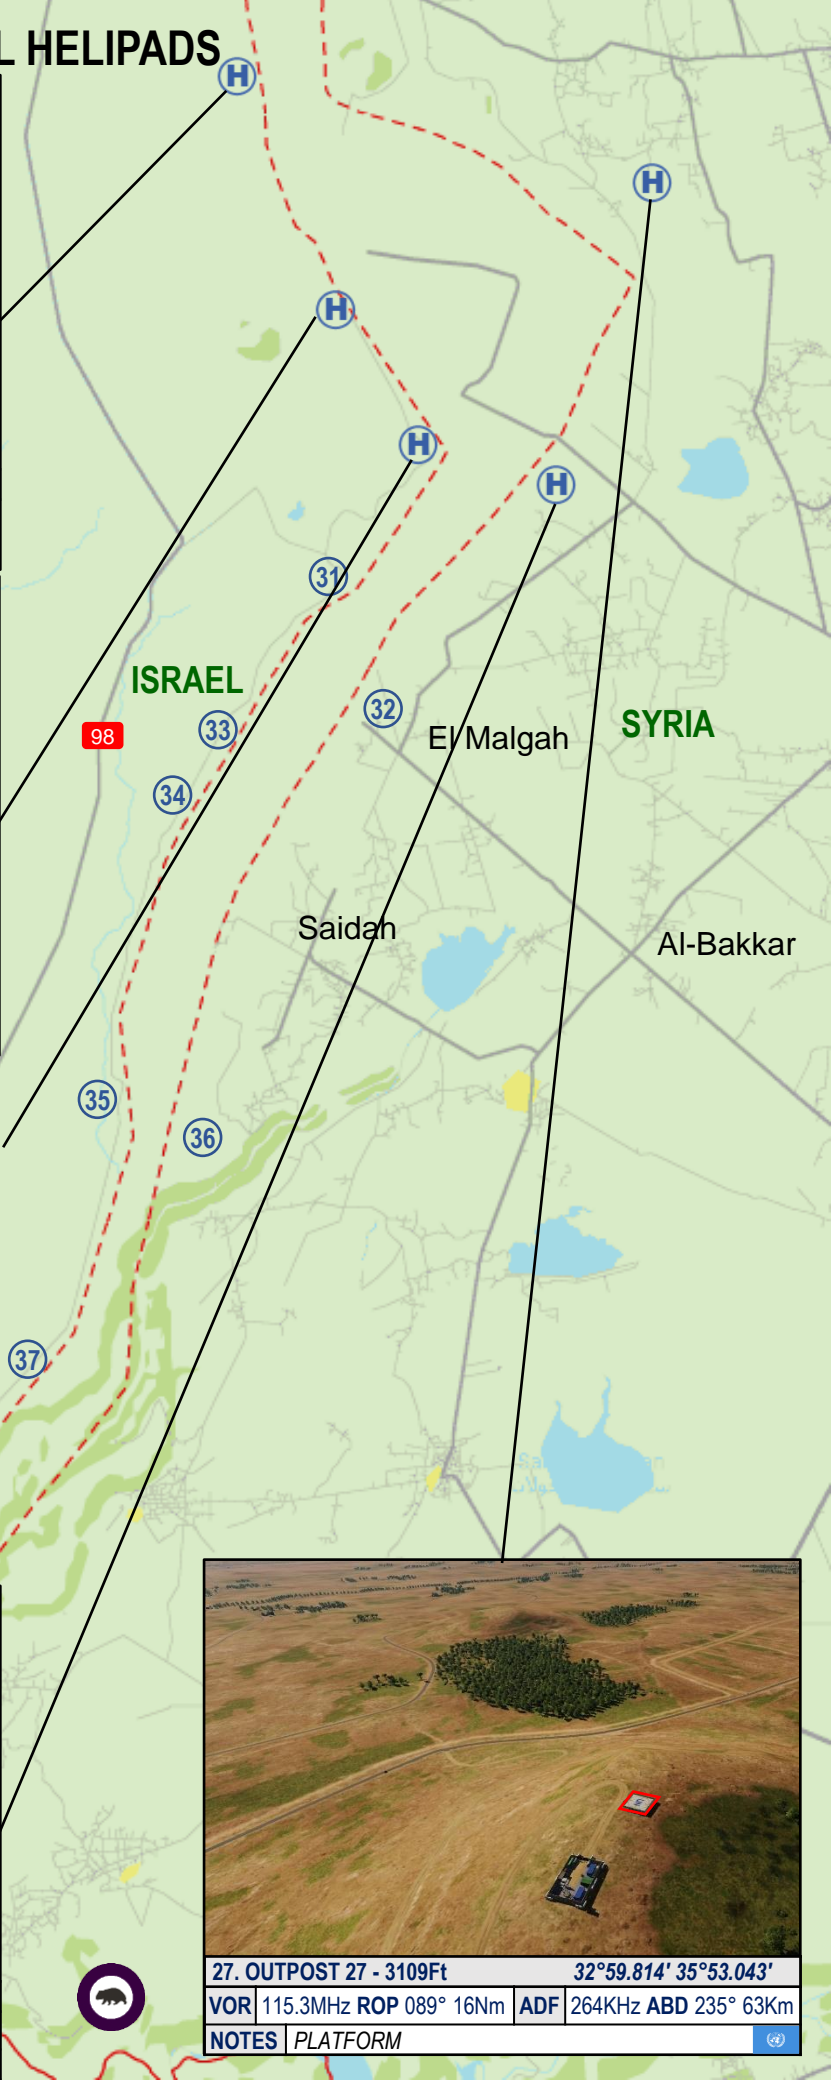 L HELIPADS
H
H
H
H
H
31
ISRAEL
32
33
SYRIA
98
El Malgah
34
Saidah
Al-Bakkar
35
36
37
27. OUTPOST 27 - 3109Ft 32°59.814' 35°53.043'
VOR 115.3MHz ROP 089° 16Nm ADF 264KHz ABD 235° 63Km
NOTES PLATFORM